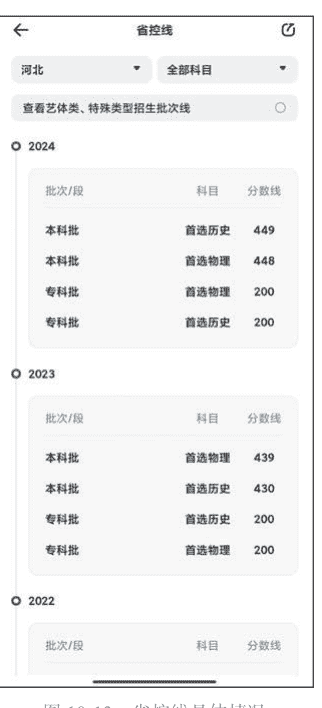 省控线
河北 全部科目
查看艺体类、特殊类型招生批次线
2024
批次/段 科目 分数线
本科批 首选历史 449
本科批 首选物理 448
专科批 首选物理 200
专科批 首选历史 200
2023
批次/段 科目 分数线
本科批 首选物理 439
本科批 首选历史 430
专科批 首选历史 200
专科批 首选物理 200
2022
批次/段 科目 分数线